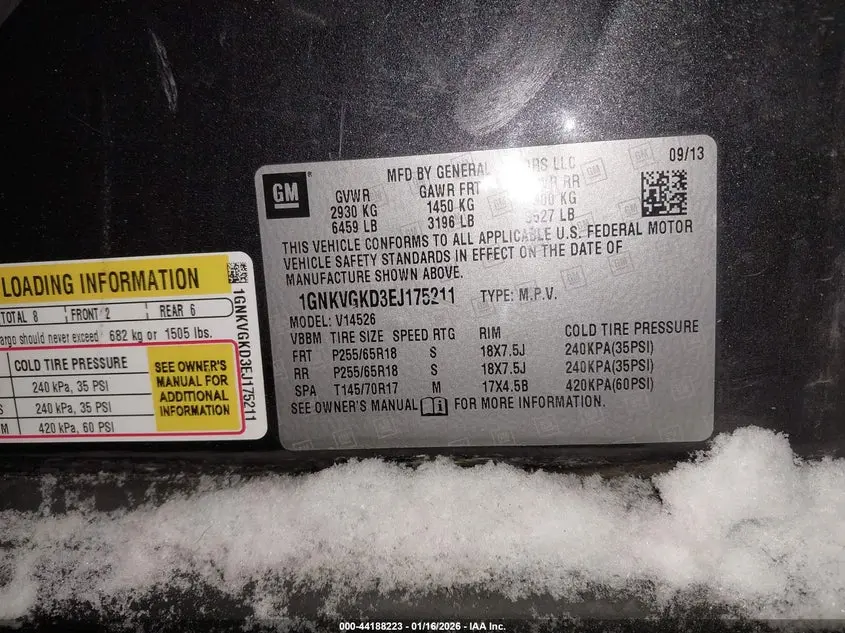 GM
MFD BY GENERAL LLC
09/13
GVWR GAWR FRT RR
2930 KG 1450 KG KG
6459 LB 3196 LB LB
THIS VEHICLE CONFORMS TO ALL APPLICABLE U.S. FEDERAL MOTOR
VEHICLE SAFETY STANDARDS IN EFFECT ON THE DATE OF
MANUFACTURE SHOWN ABOVE.
1GNKVGKD3EJ175211 TYPE: M.P.V.
MODEL: V14526
VBBM TIRE SIZE SPEED RTG RIM COLD TIRE PRESSURE
FRT P255/65R18 S 18X7.5J 240KPA(35PSI)
RR P255/65R18 S 18X7.5J 240KPA(35PSI)
SPA T145/70R17 M 17X4.5B 420KPA(60PSI)
SEE OWNER'S MANUAL i FOR MORE INFORMATION.
LOADING INFORMATION
TOTAL 8 FRONT 2 REAR 6
should never exceed 682 kg or 1505 lbs.
COLD TIRE PRESSURE
240 kPa, 35 PSI
S 240 kPa, 35 PSI
M 420 kPa, 60 PSI
SEE OWNER'S
MANUAL FOR
ADDITIONAL
INFORMATION
1GNKVGKD3EJ175211
000-44188223 - 01/16/2026 - IAA Inc.